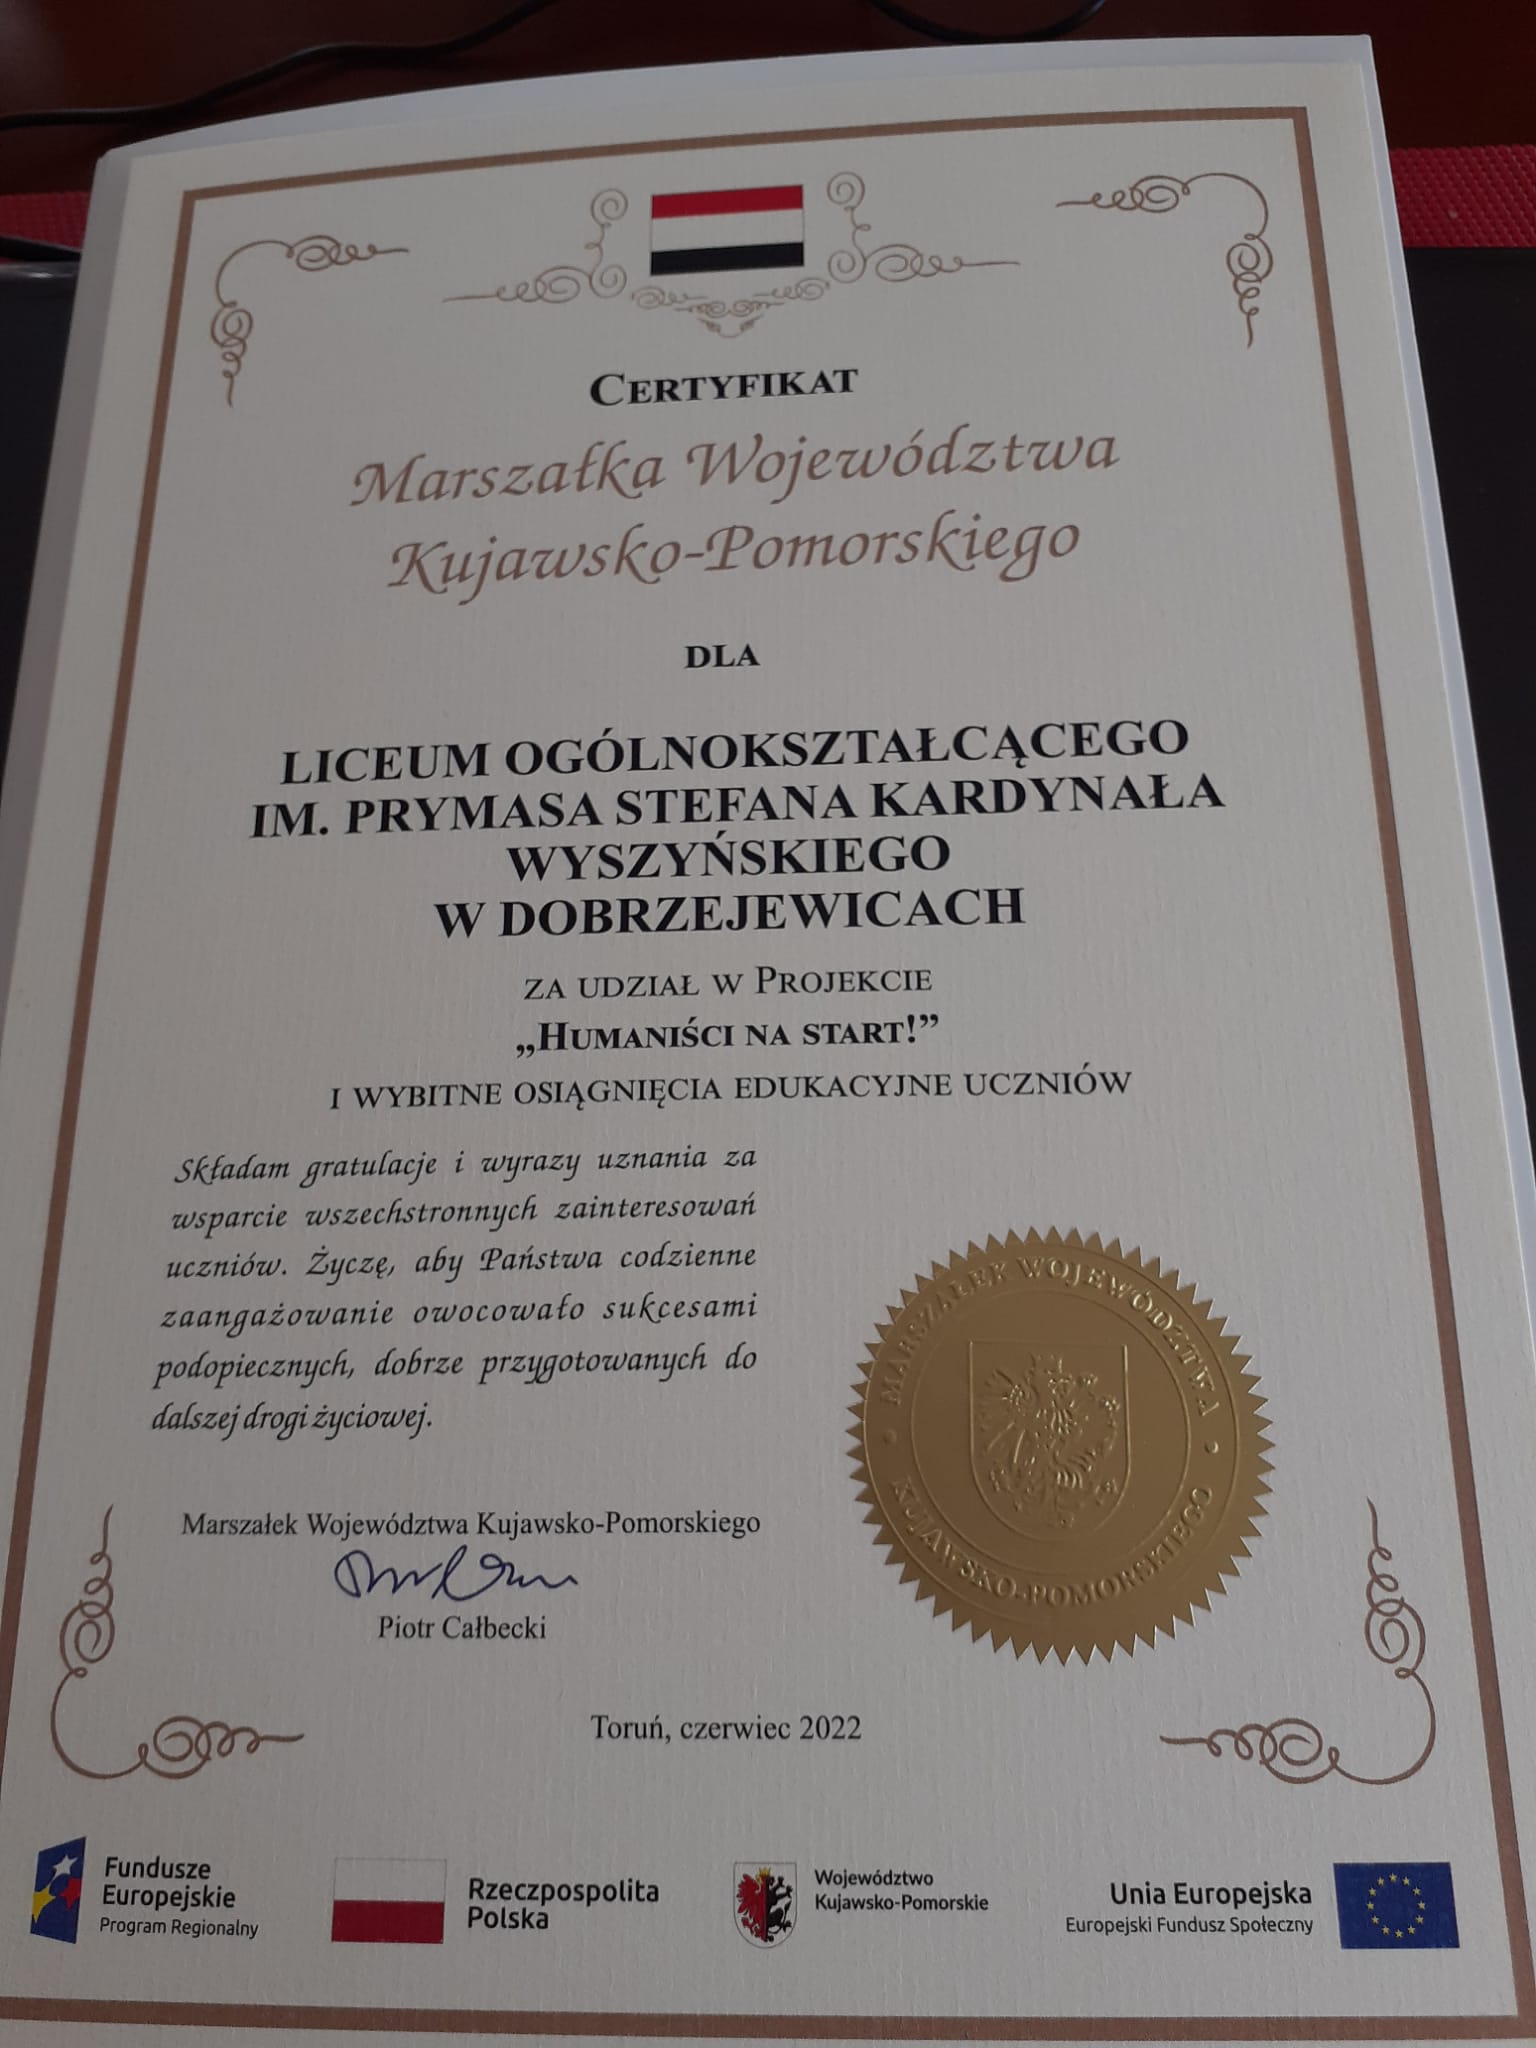 CERTYFIKAT
Marszałka Województwa
Kujawsko-Pomorskiego
DLA
LICEUM OGÓLNOKSZTAŁCĄCEGO
IM. PRYMASA STEFANA KARDYNAŁA
WYSZYŃSKIEGO
W DOBRZEJEWICACH
ZA UDZIAŁ W PROJEKCIE
„HUMANIŚCI NA START!”
I WYBITNE OSIĄGNIĘCIA EDUKACYJNE UCZNIÓW
Składam gratulacje i wyrazy uznania za
wsparcie wszechstronnych zainteresowań
uczniów. Życzę, aby Państwa codzienne
zaangażowanie owocowało sukcesami
podopiecznych, dobrze przygotowanych do
dalszej drogi życiowej.
MARSZAŁEK WOJEWÓDZTWA
KUJAWSKO-POMORSKIEGO
Marszałek Województwa Kujawsko-Pomorskiego
Piotr Całbecki
Toruń, czerwiec 2022
Fundusze
Europejskie
Program Regionalny
Rzeczpospolita
Polska
Województwo
Kujawsko-Pomorskie
Unia Europejska
Europejski Fundusz Społeczny